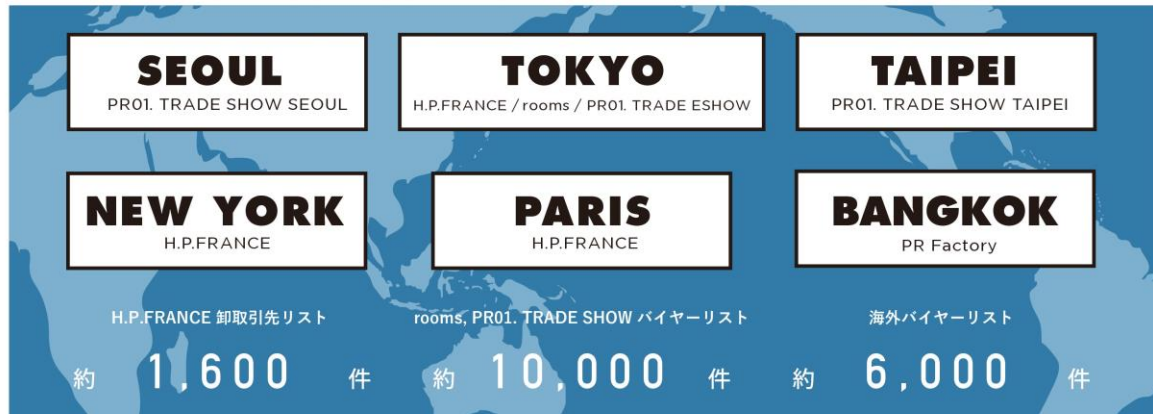 SEOUL
PR01. TRADE SHOW SEOUL
TOKYO
H.P.FRANCE / rooms / PR01. TRADE ESHOW
TAIPEI
PR01. TRADE SHOW TAIPEI
NEW YORK
H.P.FRANCE
PARIS
H.P.FRANCE
BANGKOK
PR Factory
H.P.FRANCE 卸取引先リスト
約 1,600 件
rooms, PR01. TRADE SHOW バイヤーリスト
約 10,000 件
海外バイヤーリスト
約 6,000 件